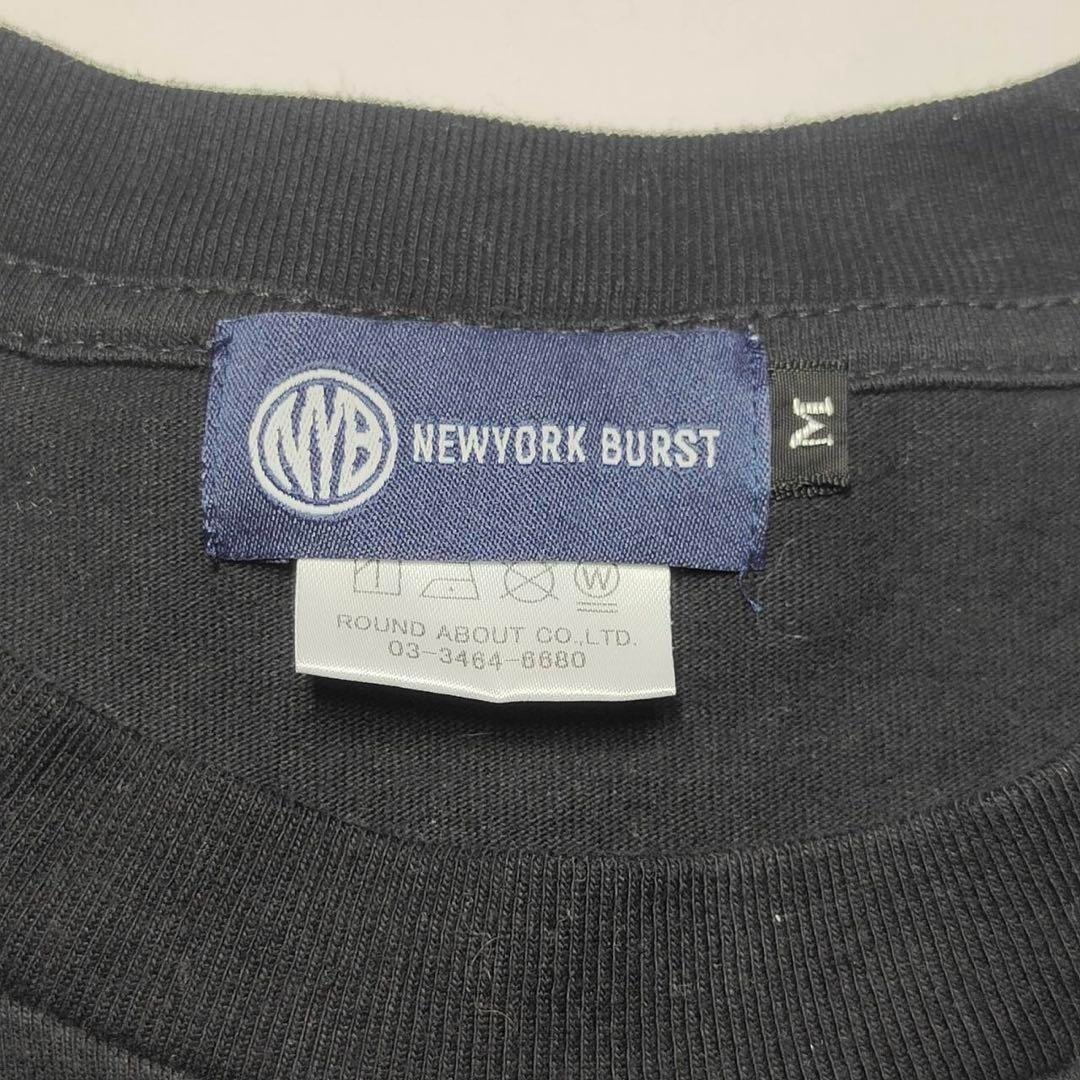 NYB
NEWYORK BURST
M
W
ROUND ABOUT CO.,LTD.
03-3464-6680